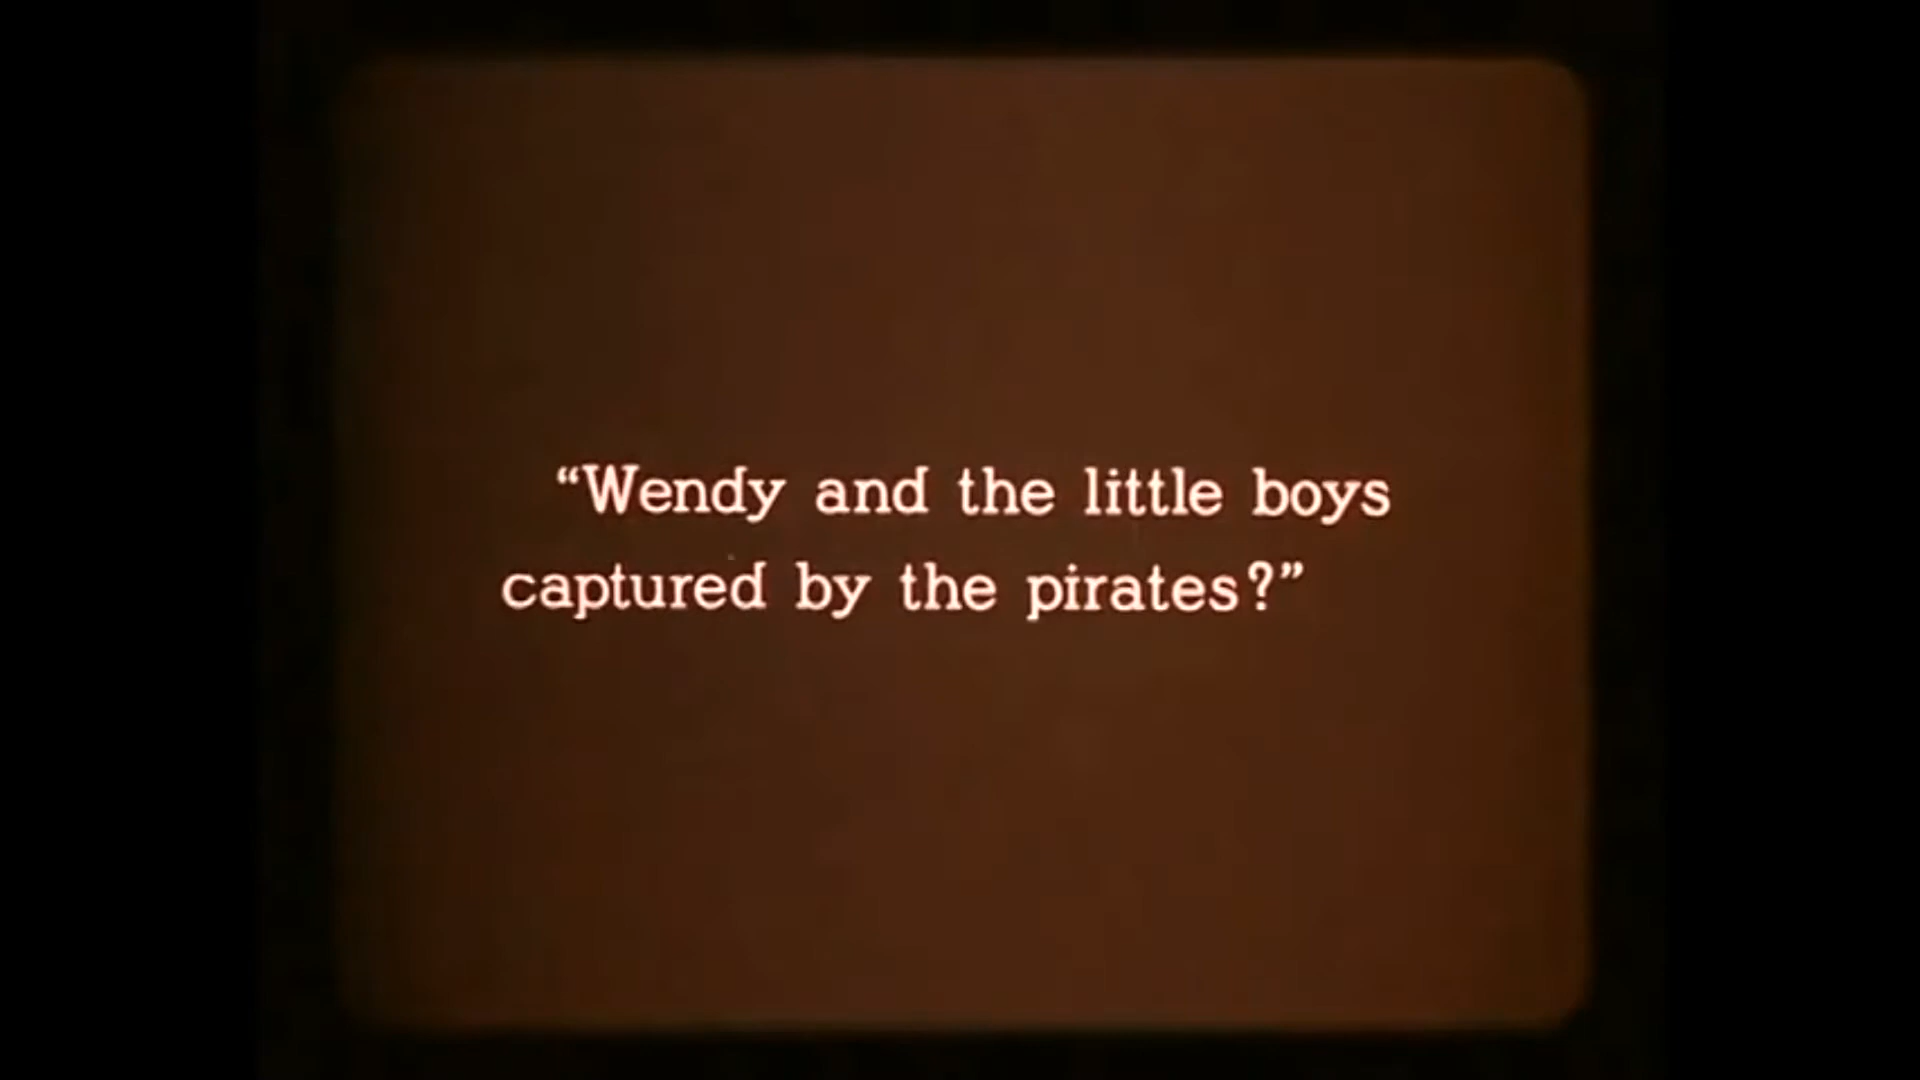 “Wendy and the little boys
captured by the pirates?”